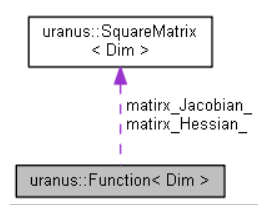 uranus::SquareMatrix
< Dim >
matirx_Jacobian_
matirx_Hessian_
uranus::Function< Dim >